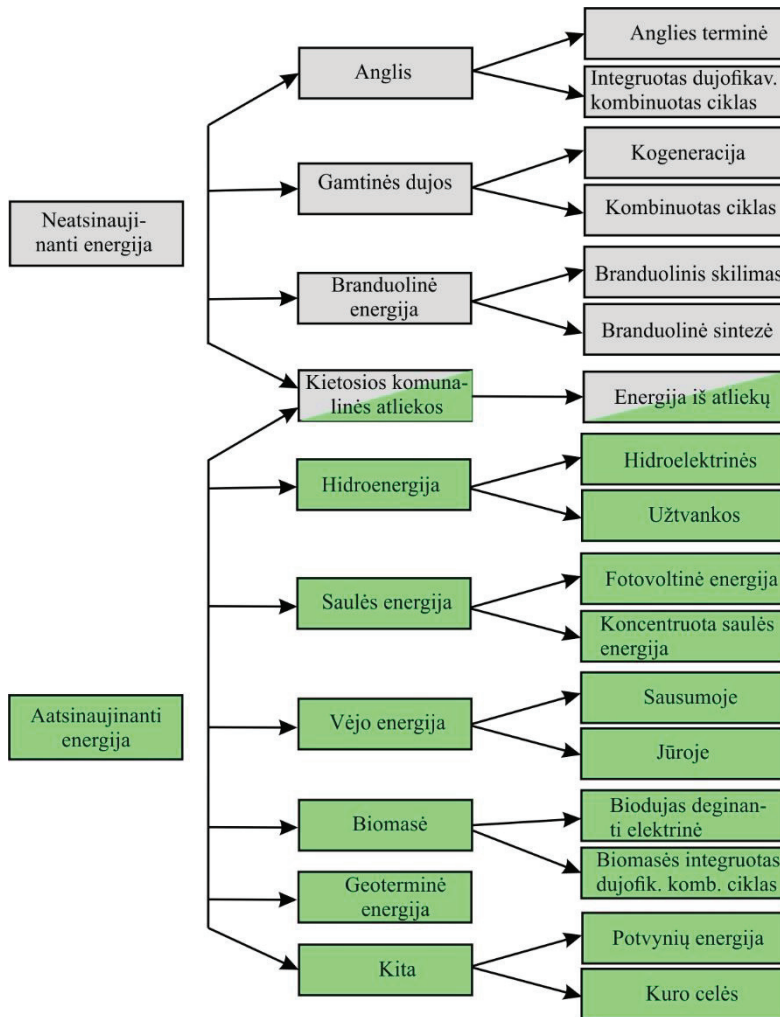 Anglies terminė
Anglis
Integruotas dujofikav.
kombinuotas ciklas
Kogeneracija
Gamtinės dujos
Kombinuotas ciklas
Neatsinauji-
nanti energija
Branduolinis skilimas
Branduolinė
energija
Branduolinė sintezė
Kietosios komuna-
linės atliekos
Energija iš atliekų
Hidroelektrinės
Hidroenergija
Užtvankos
Fotovoltinė energija
Saulės energija
Koncentruota saulės
energija
Aatsinaujinanti
energija
Sausumoje
Vėjo energija
Jūroje
Biodujas deginan-
ti elektrinė
Biomasė
Biomasės integruotas
dujofik. komb. ciklas
Geoterminė
energija
Potvynių energija
Kita
Kuro celės